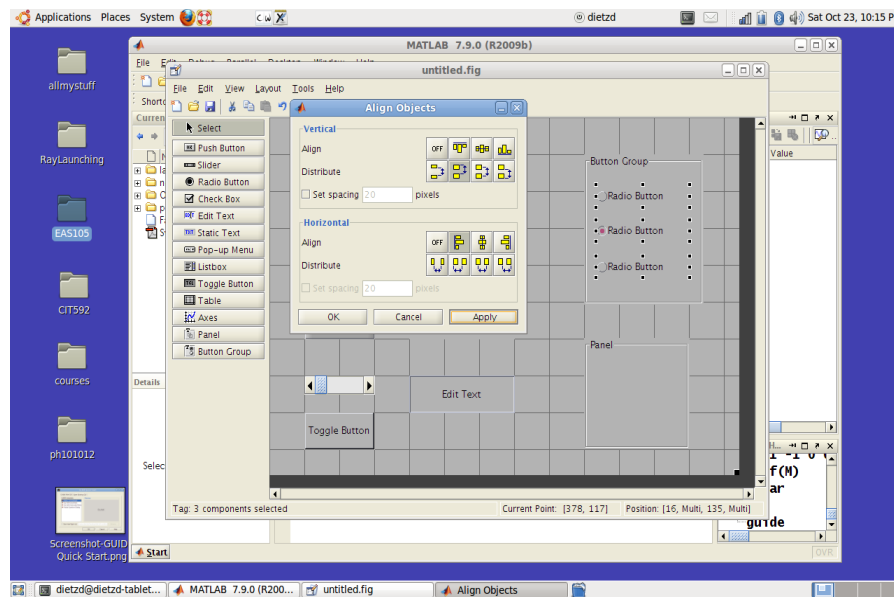 Applications Places System
dietzd
Sat Oct 23, 10:15 P
MATLAB 7.9.0 (R2009b)
untitled.fig
File Edit View Layout Tools Help
Align Objects
allmystuff
RayLaunching
EAS105
CIT592
courses
ph101012
Screenshot-GUID
Quick Start.png
Select
Push Button
Slider
Radio Button
Check Box
Edit Text
Static Text
Pop-up Menu
Listbox
Toggle Button
Table
Axes
Panel
Button Group
Vertical
Align
OFF
Distribute
Set spacing 20 pixels
Horizontal
Align
OFF
Distribute
Set spacing 20 pixels
OK Cancel Apply
Value
Button Group
Radio Button
Radio Button
Radio Button
Panel
Edit Text
Toggle Button
Details
Selec
f(M)
ar
guide
Tag: 3 components selected
Current Point: [378, 117] Position: [16, Multi, 135, Multi]
Start
OVR
dietzd@dietzd-tablet...
MATLAB 7.9.0 (R200...
untitled.fig
Align Objects